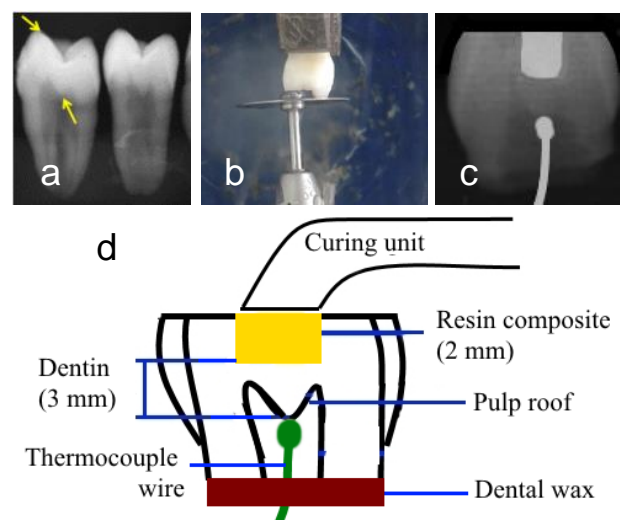 a
b
c
d
Curing unit
Resin composite
(2 mm)
Dentin
(3 mm)
Pulp roof
Thermocouple
wire
Dental wax